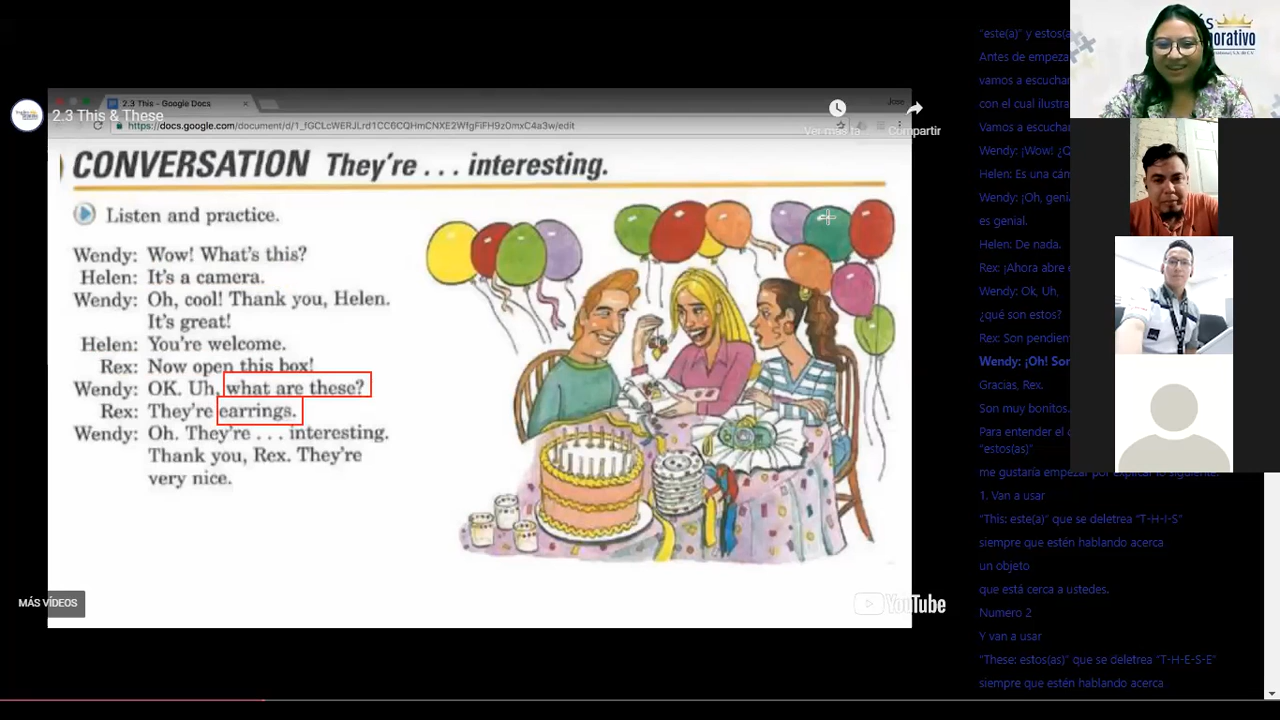 2.3 This - Google Docs
Jose
2.3 This & These
https://docs.google.com/document/d/1_fGCLcWERJLrd1CC6CQHmCNXE2WfgFiFH9z0mxC4a3w/edit
Ver más ta
Compartir
CONVERSATION They're . . . interesting.
Listen and practice.
Wendy: Wow! What's this?
Helen: It's a camera.
Wendy: Oh, cool! Thank you, Helen.
It's great!
Helen: You're welcome.
Rex: Now open this box!
Wendy: OK. Uh, what are these?
Rex: They're earrings.
Wendy: Oh. They're . . . interesting.
Thank you, Rex. They're
very nice.
MÁS VÍDEOS
YouTube
"este(a)" y estos(a
Antes de empeza
vamos a escuchar
con el cual ilustra
Vamos a escuchar
Wendy: ¡Wow! ¿Q
Helen: Es una cám
Wendy: ¡Oh, genia
es genial.
Helen: De nada.
Rex: ¡Ahora abre e
Wendy: Ok, Uh,
¿qué son estos?
Rex: Son pendient
Wendy: ¡Oh! Son
Gracias, Rex.
Son muy bonitos.
Para entender el
"estos(as)"
me gustaría empezar por explicar lo siguiente:
1. Van a usar
"This: este(a)" que se deletrea "T-H-I-S"
siempre que estén hablando acerca
un objeto
que está cerca a ustedes.
Numero 2
Y van a usar
"These: estos(as)" que se deletrea "T-H-E-S-E"
siempre que estén hablando acerca